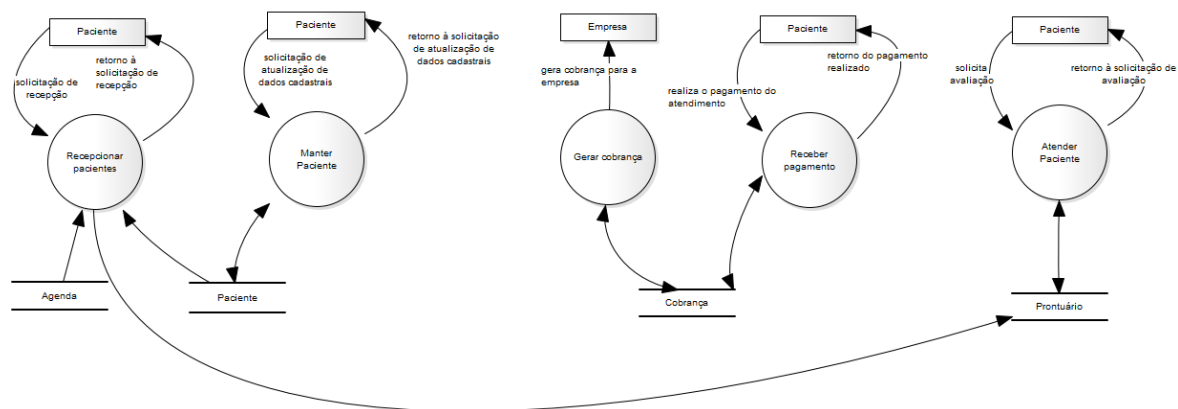 Paciente
solicitação de
recepção
retorno à
solicitação de
recepção
Recepcionar
pacientes
Agenda
Paciente
solicitação de
atualização de
dados cadastrais
retorno à solicitação
de atualização de
dados cadastrais
Manter
Paciente
Paciente
Empresa
gera cobrança para a
empresa
Gerar cobrança
Paciente
realiza o pagamento do
atendimento
retorno do pagamento
realizado
Receber
pagamento
Cobrança
Paciente
solicita
avaliação
retorno à solicitação de
avaliação
Atender
Paciente
Prontuário